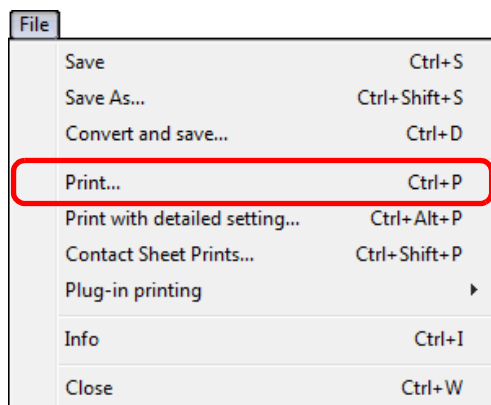 File
Save Ctrl+S
Save As... Ctrl+Shift+S
Convert and save... Ctrl+D
Print... Ctrl+P
Print with detailed setting... Ctrl+Alt+P
Contact Sheet Prints... Ctrl+Shift+P
Plug-in printing
Info Ctrl+I
Close Ctrl+W